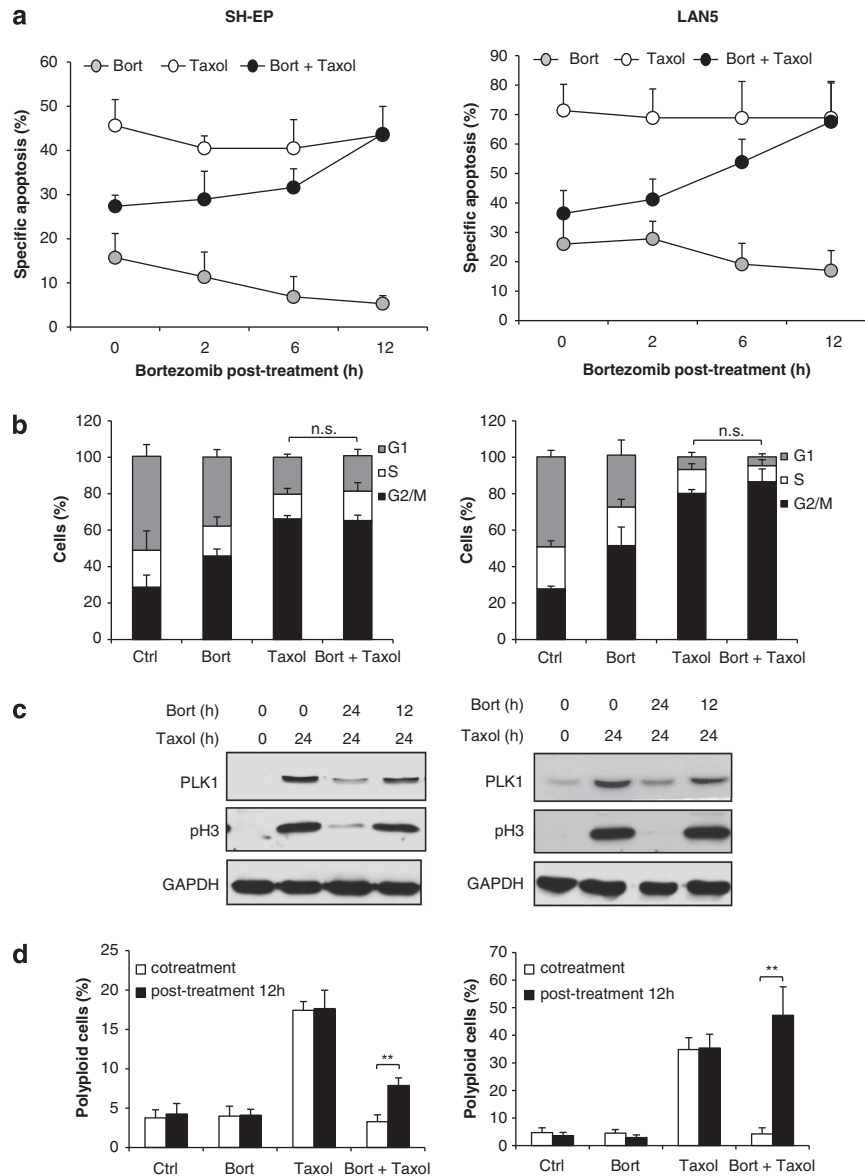 a
SH-EP
LAN5
Bort Taxol Bort + Taxol
Bort Taxol Bort + Taxol
60
50
40
30
20
10
0
Specific apoptosis (%)
0 2 6 12
Bortezomib post-treatment (h)
90
80
70
60
50
40
30
20
10
0
Specific apoptosis (%)
0 2 6 12
Bortezomib post-treatment (h)
b
120
100
80
60
40
20
0
Cells (%)
n.s.
G1
S
G2/M
Ctrl Bort Taxol Bort + Taxol
120
100
80
60
40
20
0
Cells (%)
n.s.
G1
S
G2/M
Ctrl Bort Taxol Bort + Taxol
c
Bort (h) 0 0 24 12
Taxol (h) 0 24 24 24
PLK1
pH3
GAPDH
Bort (h) 0 0 24 12
Taxol (h) 0 24 24 24
PLK1
pH3
GAPDH
d
25
20
15
10
5
0
Polyploid cells (%)
cotreatment
post-treatment 12h
**
Ctrl Bort Taxol Bort + Taxol
70
60
50
40
30
20
10
0
Polyploid cells (%)
cotreatment
post-treatment 12h
**
Ctrl Bort Taxol Bort + Taxol